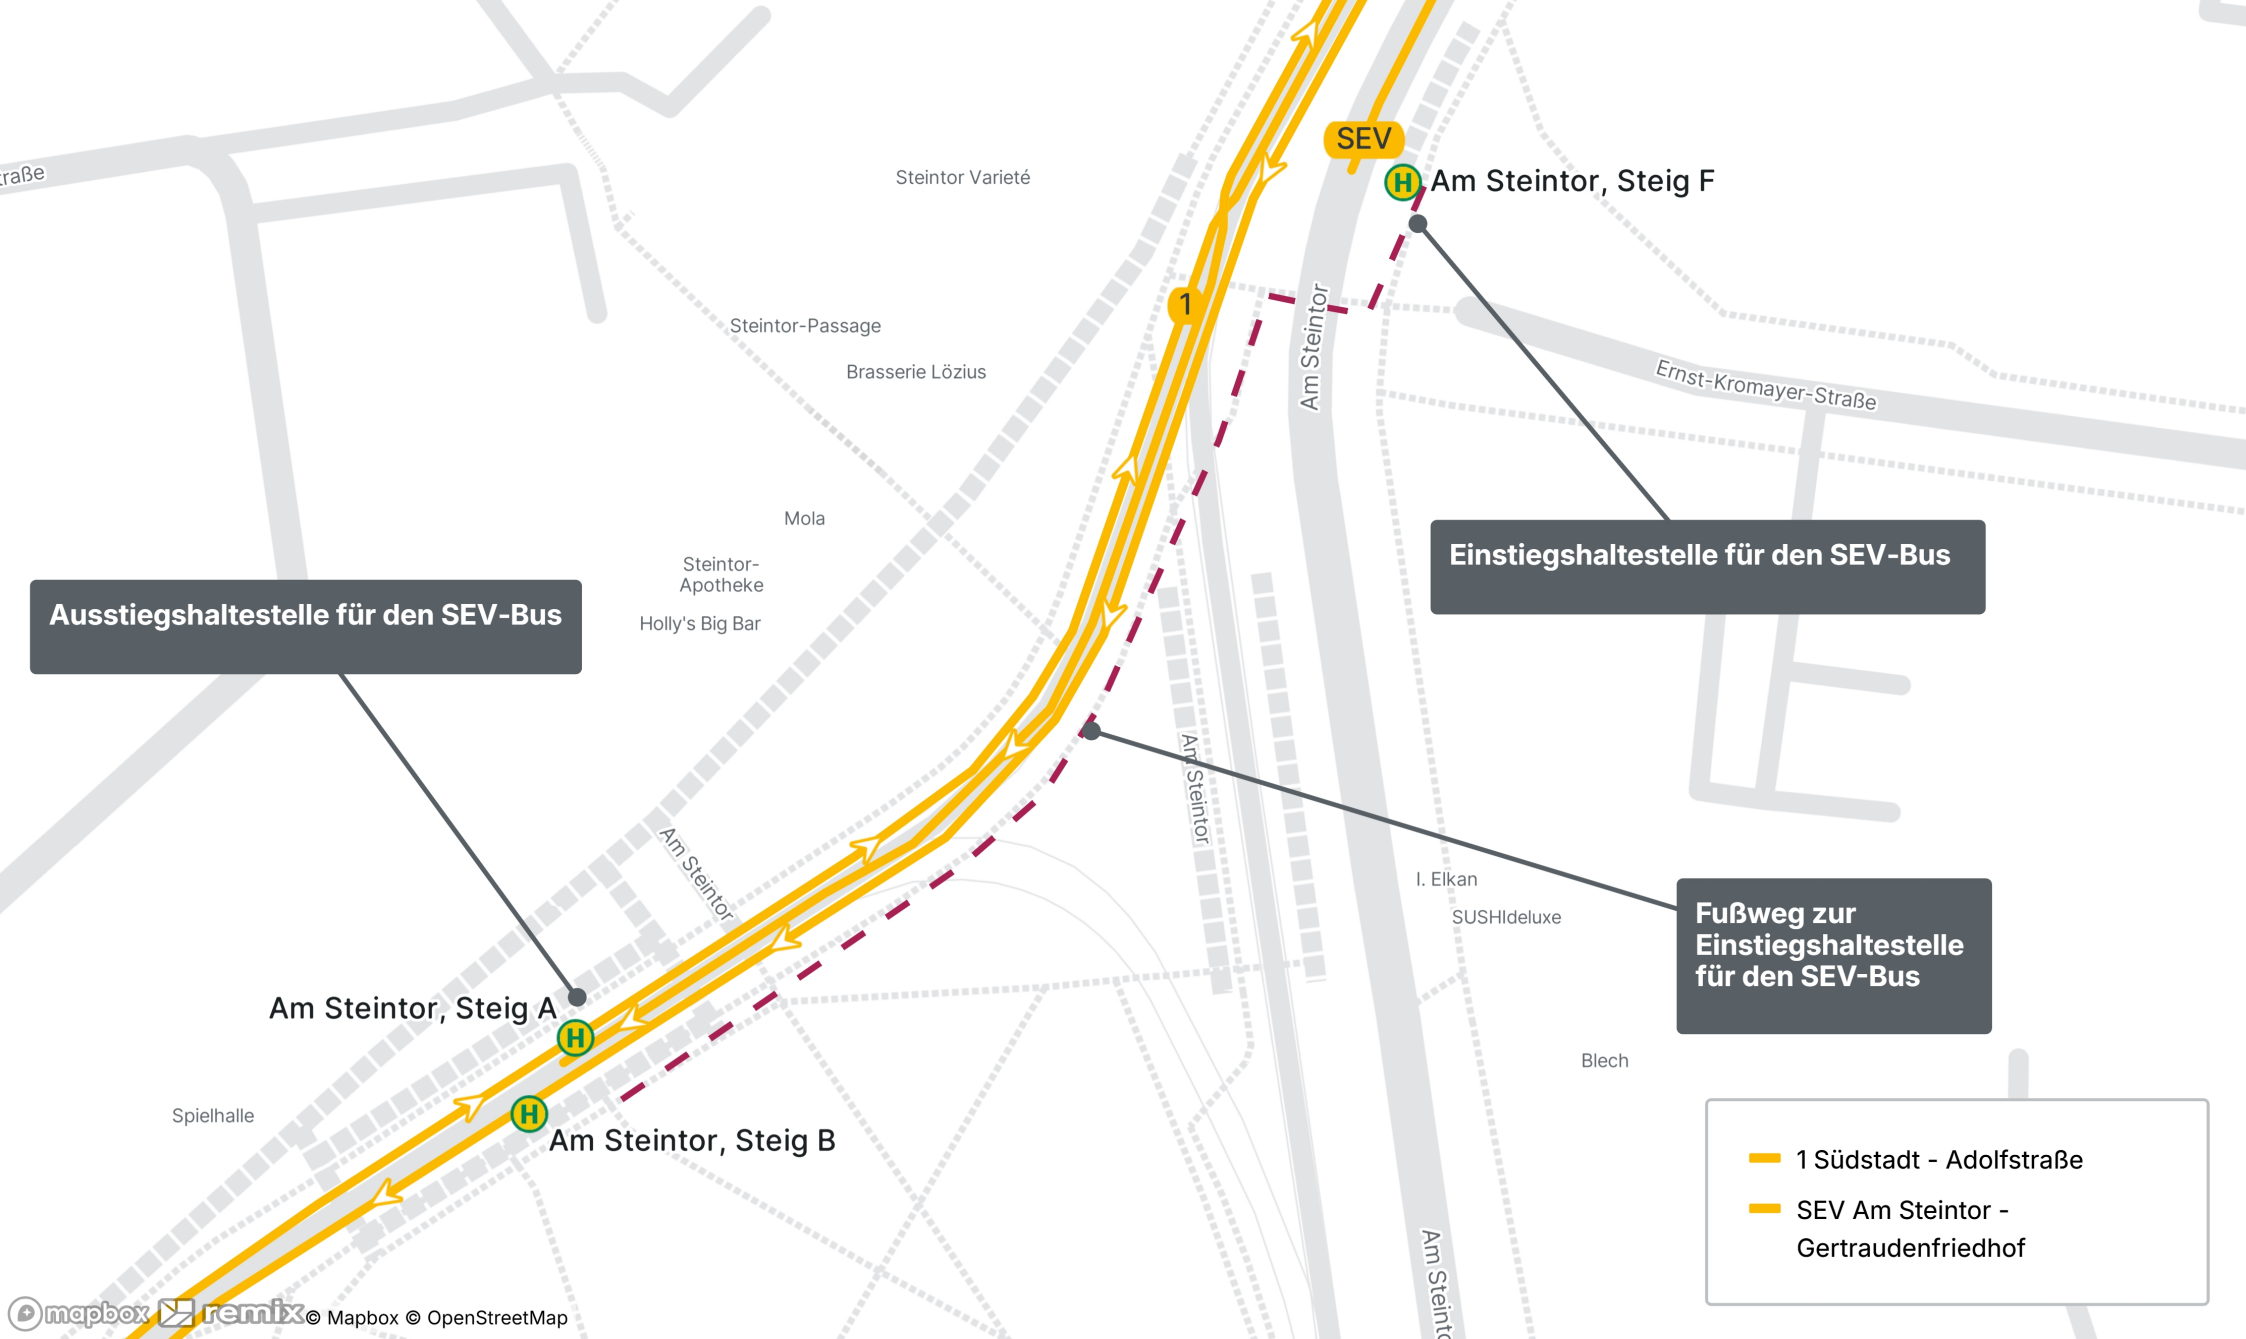 SEV
Am Steintor, Steig F
traße
Steintor Varieté
1
Steintor-Passage
Brasserie Lözius
Am Steintor
Ernst-Kromayer-Straße
Mola
Steintor-
Apotheke
Holly's Big Bar
Einstiegshaltestelle für den SEV-Bus
Ausstiegshaltestelle für den SEV-Bus
Am Steintor
Am Steintor
I. Elkan
SUSHIdeluxe
Fußweg zur
Einstiegshaltestelle
für den SEV-Bus
Am Steintor, Steig A
H
H
H
Am Steintor, Steig B
Spielhalle
Blech
Am Steinto
1 Südstadt - Adolfstraße
SEV Am Steintor -
Gertraudenfriedhof
mapbox remix © Mapbox © OpenStreetMap